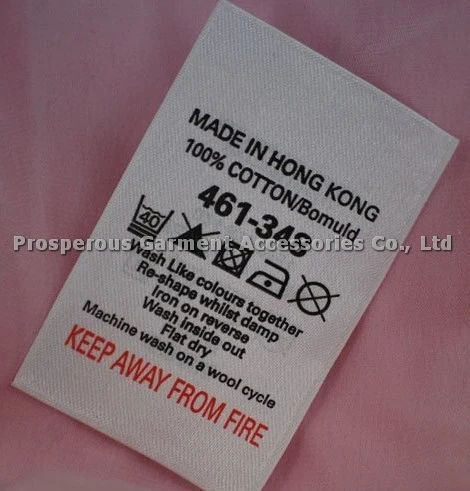 MADE IN HONG KONG
100% COTTON/Bomuld
461-349
40
Prosperous Garment Accessories Co., Ltd
Wash Like colours together
Re-shape whilst damp
Iron on reverse
Wash Inside out
Flat dry
Machine wash on a wool cycle
KEEP AWAY FROM FIRE